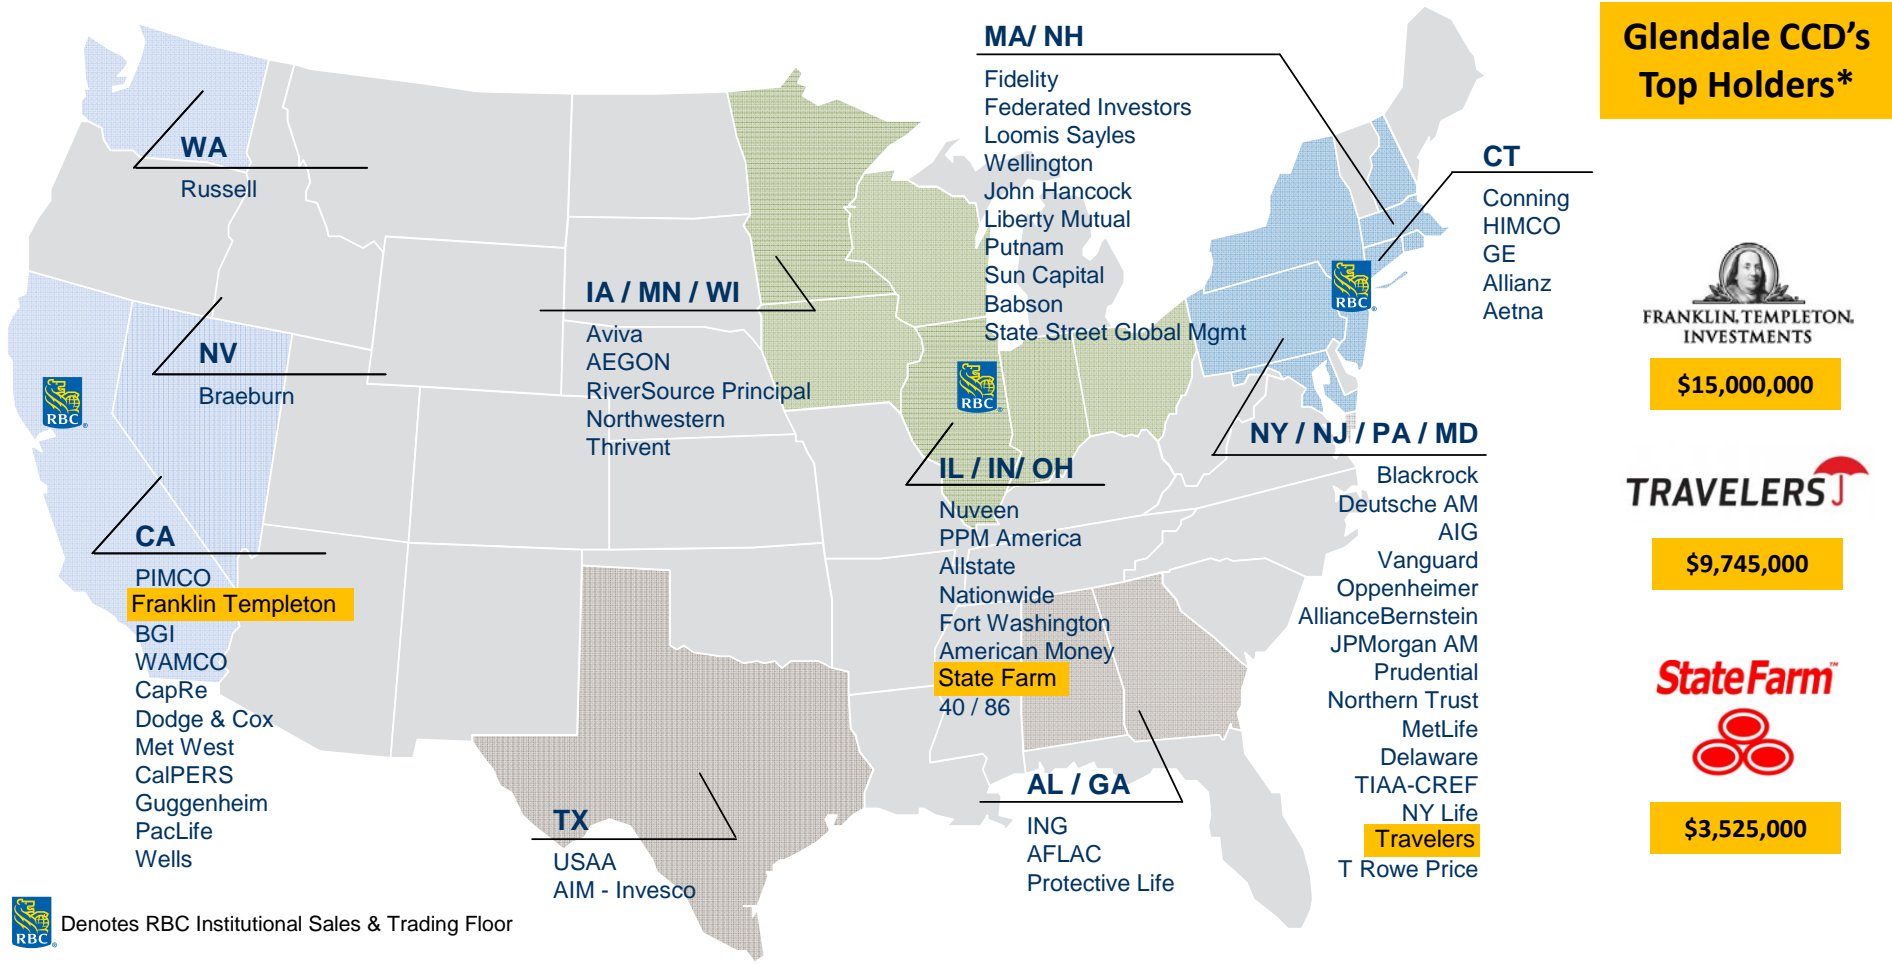 Glendale CCD's
Top Holders*
MA/ NH
Fidelity
Federated Investors
Loomis Sayles
Wellington
John Hancock
Liberty Mutual
Putnam
Sun Capital
Babson
State Street Global Mgmt
WA
Russell
CT
Conning
HIMCO
GE
Allianz
Aetna
NV
Braeburn
IA / MN / WI
Aviva
AEGON
RiverSource Principal
Northwestern
Thrivent
RBC
RBC
RBC
FRANKLIN TEMPLETON
INVESTMENTS
$15,000,000
TRAVELERS
$9,745,000
State Farm™
$3,525,000
NY / NJ / PA / MD
Blackrock
Deutsche AM
AIG
Vanguard
Oppenheimer
AllianceBernstein
JPMorgan AM
Prudential
Northern Trust
MetLife
Delaware
TIAA-CREF
NY Life
Travelers
T Rowe Price
IL / IN/ OH
Nuveen
PPM America
Allstate
Nationwide
Fort Washington
American Money
State Farm
40 / 86
CA
PIMCO
Franklin Templeton
BGI
WAMCO
CapRe
Dodge & Cox
Met West
CalPERS
Guggenheim
PacLife
Wells
TX
USAA
AIM - Invesco
AL / GA
ING
AFLAC
Protective Life
RBC
Denotes RBC Institutional Sales & Trading Floor